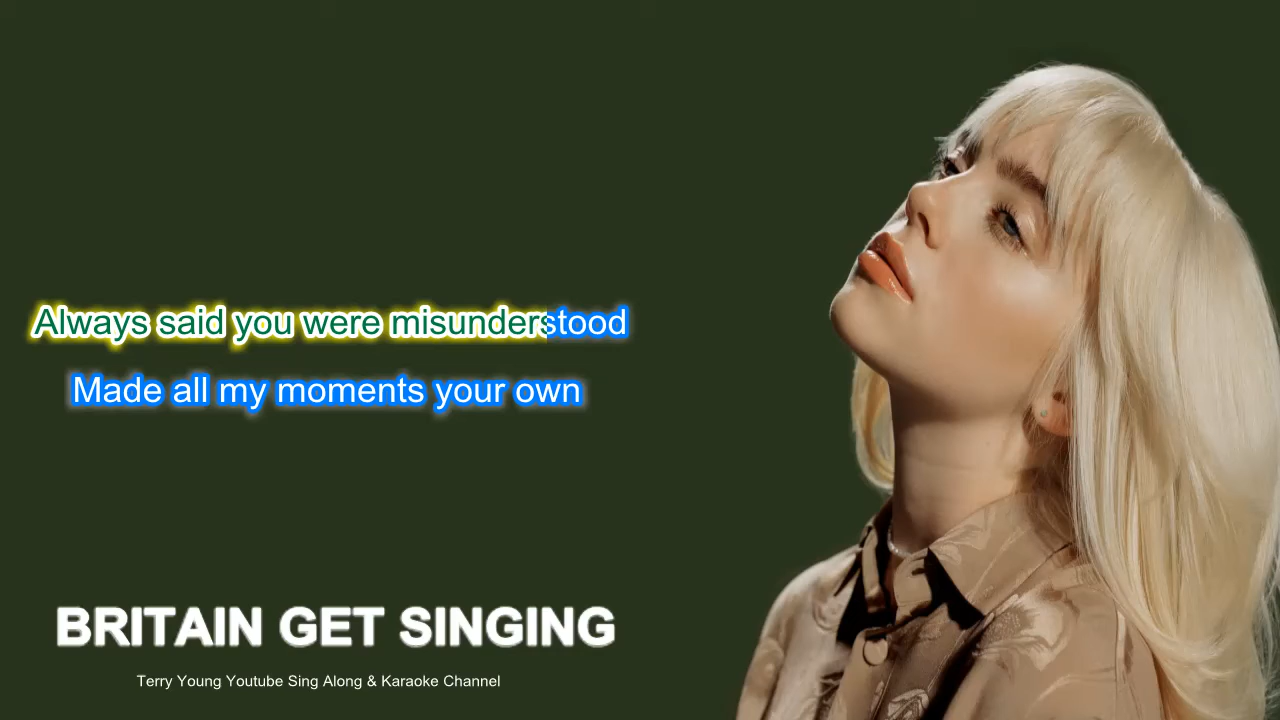 Always said you were misunderstood
Made all my moments your own
BRITAIN GET SINGING
Terry Young Youtube Sing Along & Karaoke Channel